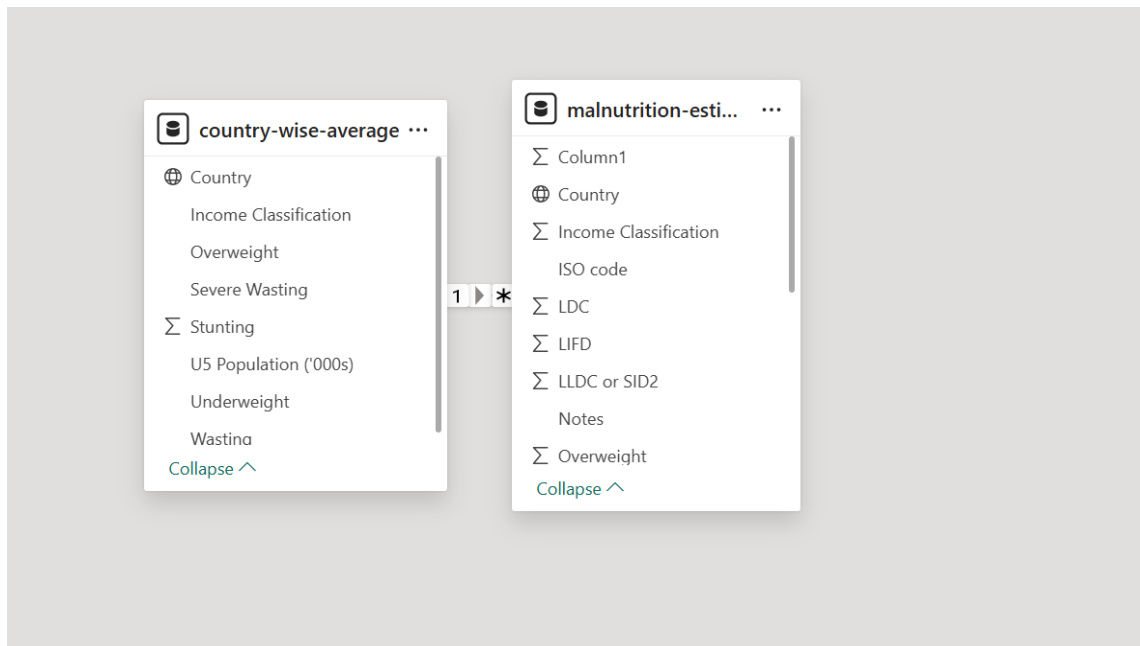 country-wise-average ···
Country
Income Classification
Overweight
Severe Wasting
∑ Stunting
U5 Population ('000s)
Underweight
Wasting
Collapse
1
*
malnutrition-esti... ···
∑ Column1
Country
∑ Income Classification
ISO code
∑ LDC
∑ LIFD
∑ LLDC or SID2
Notes
∑ Overweight
Collapse